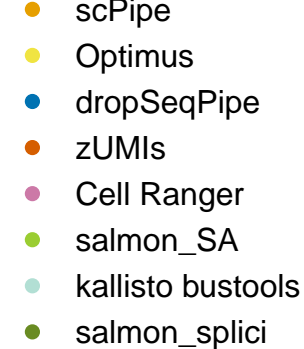 scPipe
Optimus
dropSeqPipe
zUMIs
Cell Ranger
salmon_SA
kallisto bustools
salmon_splici